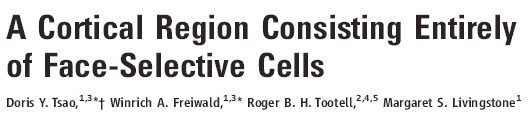 A Cortical Region Consisting Entirely
of Face-Selective Cells
Doris Y. Tsao,1,3*† Winrich A. Freiwald,1,3* Roger B. H. Tootell,2,4,5 Margaret S. Livingstone1